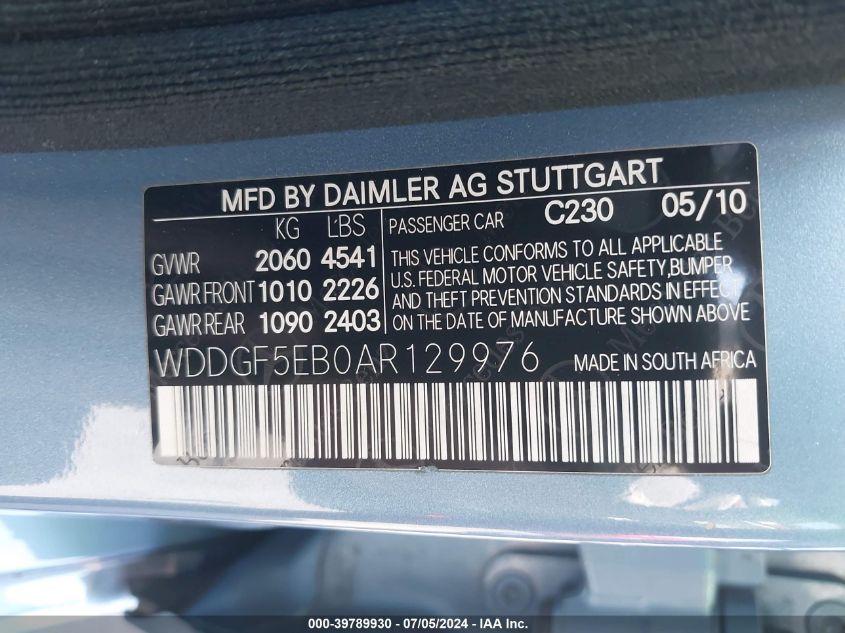 MFD BY DAIMLER AG STUTTGART
KG LBS PASSENGER CAR C230 05/10
GVWR 2060 4541
GAWR FRONT 1010 2226
GAWR REAR 1090 2403
THIS VEHICLE CONFORMS TO ALL APPLICABLE
U.S. FEDERAL MOTOR VEHICLE SAFETY,BUMPER
AND THEFT PREVENTION STANDARDS IN EFFECT
ON THE DATE OF MANUFACTURE SHOWN ABOVE
WDDGF5EB0AR129976 MADE IN SOUTH AFRICA
000-39789930 / 07/05/2024 - IAA Inc.